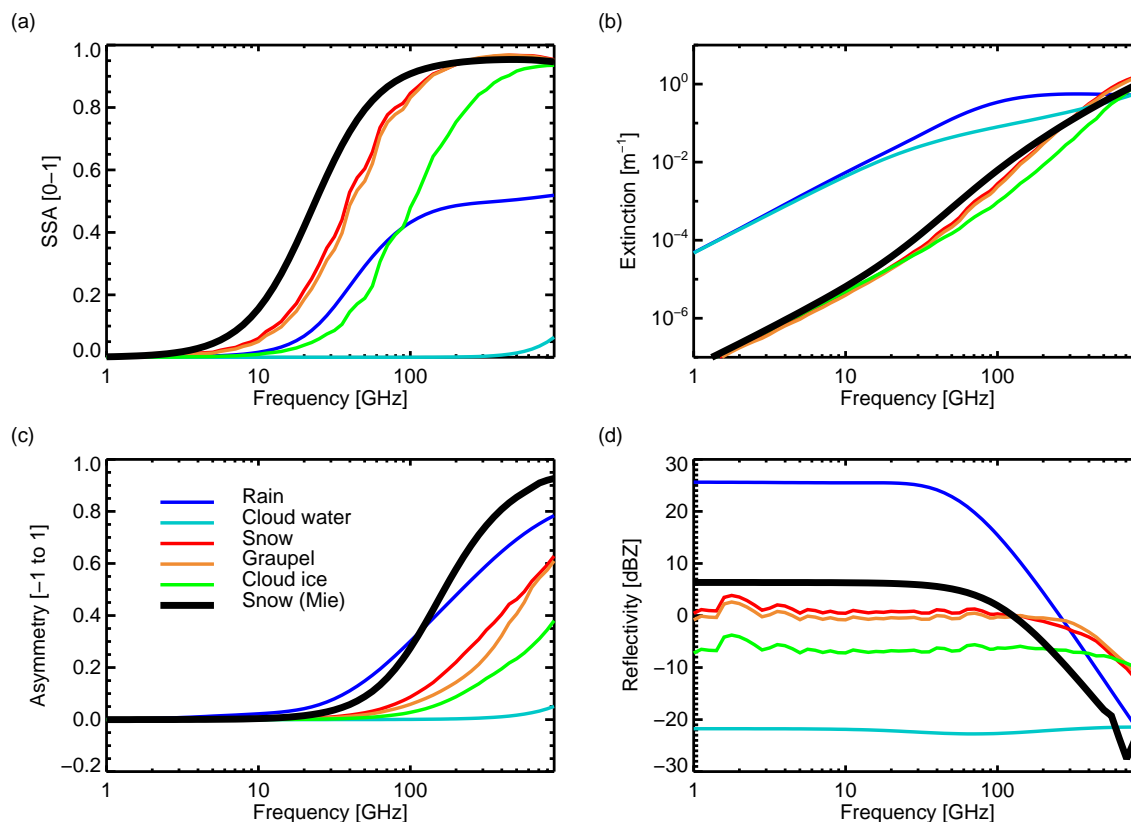 (a)
1.0
0.8
0.6
0.4
0.2
0.0
SSA [0−1]
1
10
100
Frequency [GHz]
(b)
10⁰
10⁻²
10⁻⁴
10⁻⁶
Extinction [m⁻¹]
1
10
100
Frequency [GHz]
(c)
1.0
0.8
0.6
0.4
0.2
0.0
−0.2
Asymmetry [−1 to 1]
Rain
Cloud water
Snow
Graupel
Cloud ice
Snow (Mie)
1
10
100
Frequency [GHz]
(d)
30
20
10
0
−10
−20
−30
Reflectivity [dBZ]
1
10
100
Frequency [GHz]